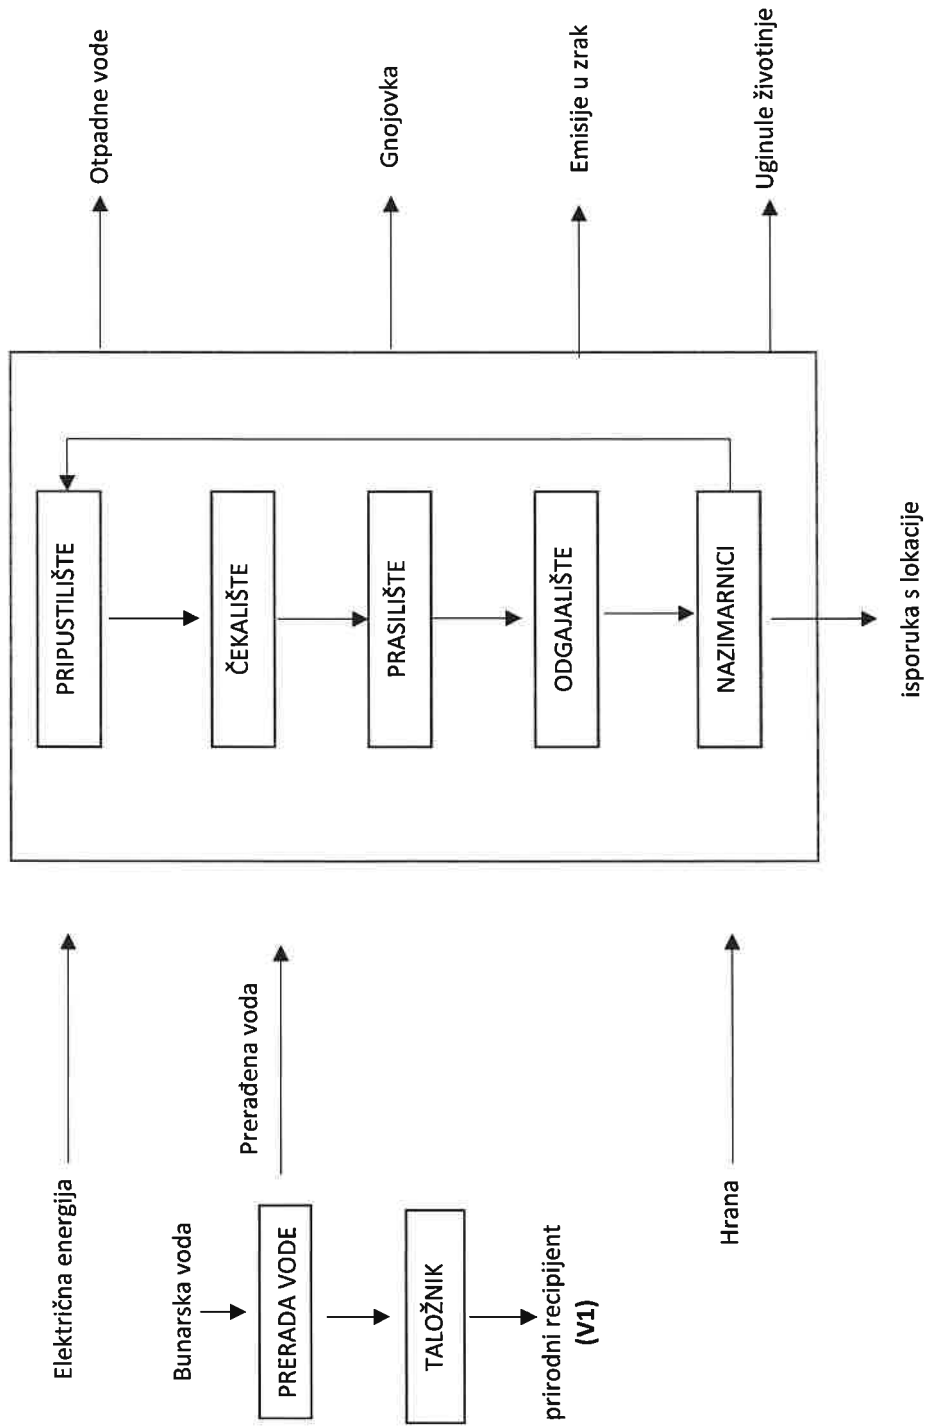 Električna energija
Bunarska voda
PRERADA VODE
Prerađena voda
TALOŽNIK
prirodni recipijent
(V1)
Hrana
PRIPUSTILIŠTE
ČEKALIŠTE
PRASILIŠTE
ODGAJALIŠTE
NAZIMARNICI
isporuka s lokacije
Otpadne vode
Gnojovka
Emisije u zrak
Uginule životinje